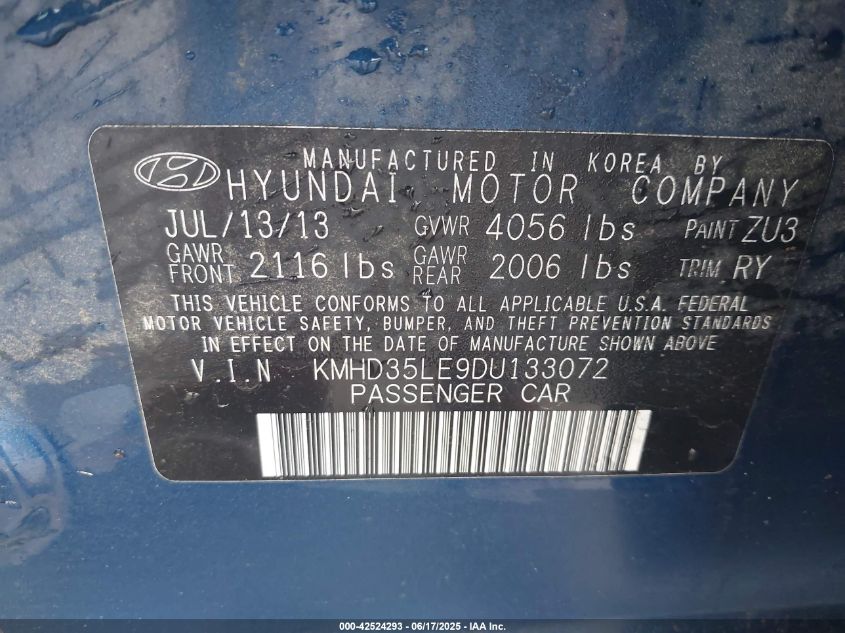 MANUFACTURED IN KOREA BY
HYUNDAI MOTOR COMPANY
JUL/13/13 GVWR 4056 lbs PAINT ZU3
GAWR FRONT 2116 lbs GAWR REAR 2006 lbs TRIM RY
THIS VEHICLE CONFORMS TO ALL APPLICABLE U.S.A. FEDERAL
MOTOR VEHICLE SAFETY, BUMPER, AND THEFT PREVENTION STANDARDS
IN EFFECT ON THE DATE OF MANUFACTURE SHOWN ABOVE
V.I.N KMHD35LE9DU133072
PASSENGER CAR
000-42524293 - 06/17/2025 - IAA Inc.